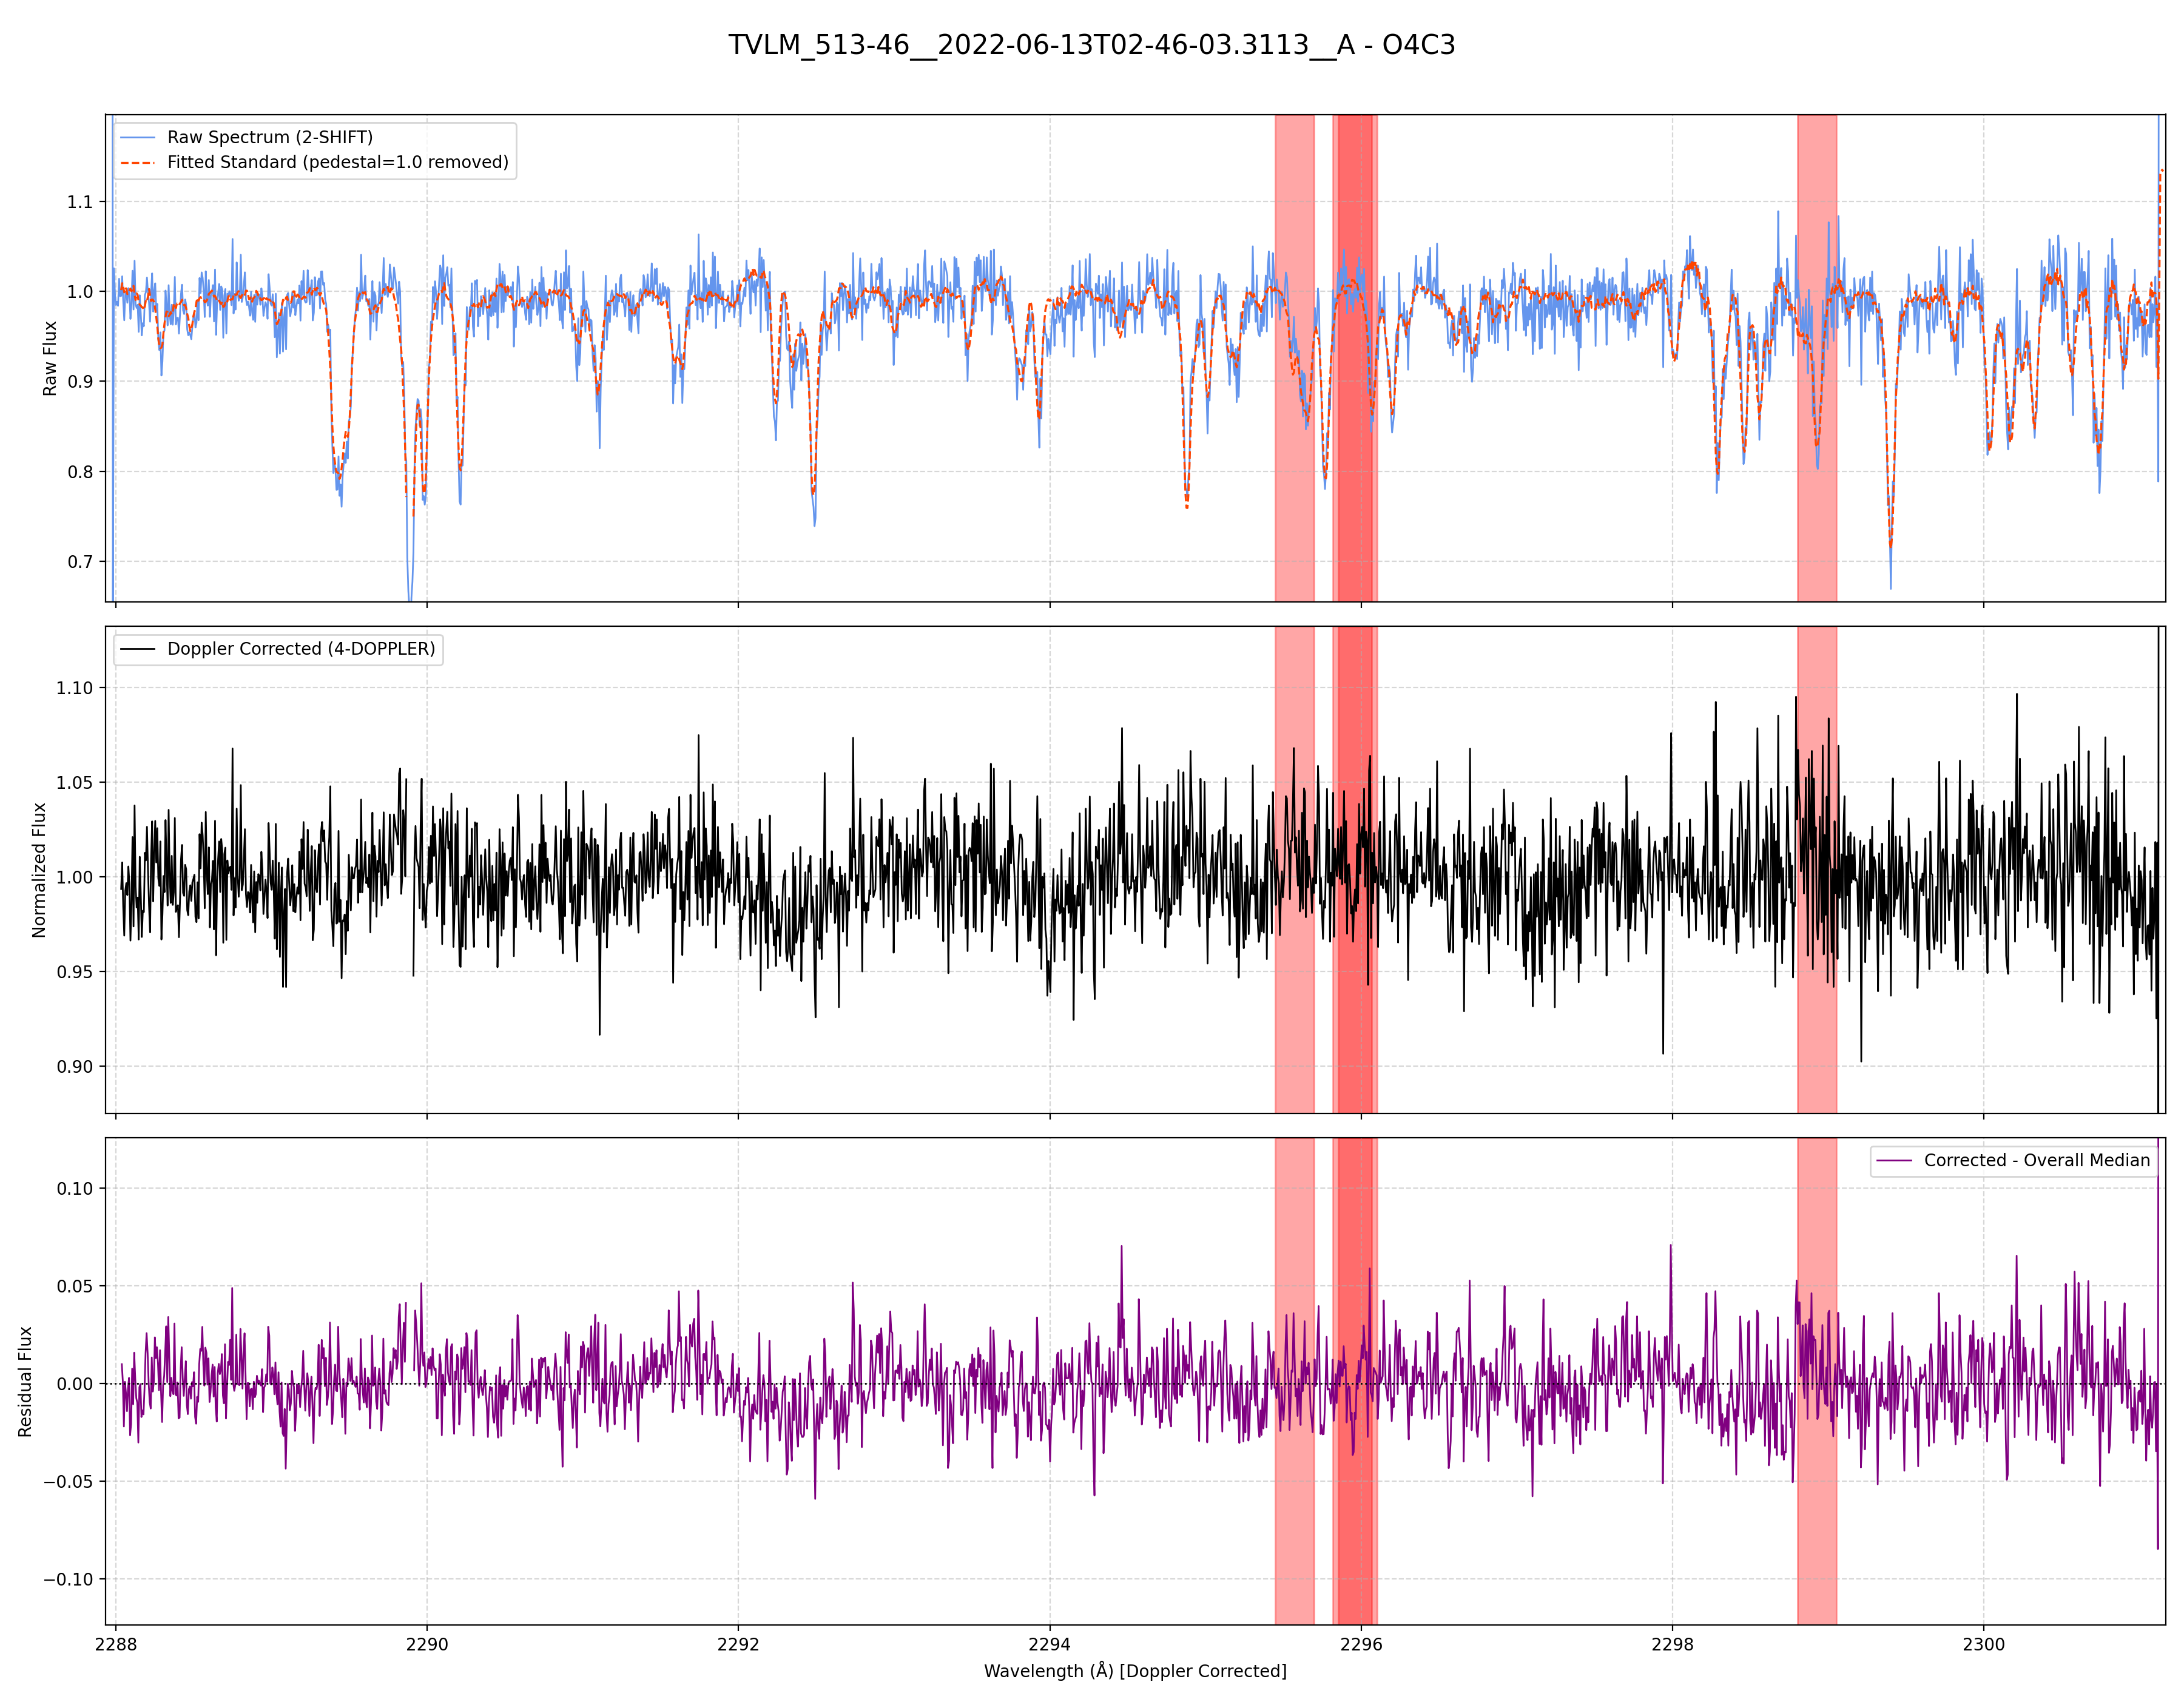 TVLM_513-46__2022-06-13T02-46-03.3113__A - O4C3
Raw Spectrum (2-SHIFT)
Fitted Standard (pedestal=1.0 removed)
Raw Flux
1.1
1.0
0.9
0.8
0.7
Doppler Corrected (4-DOPPLER)
Normalized Flux
1.10
1.05
1.00
0.95
0.90
Corrected - Overall Median
Residual Flux
0.10
0.05
0.00
−0.05
−0.10
2288 2290 2292 2294 2296 2298 2300
Wavelength (Å) [Doppler Corrected]